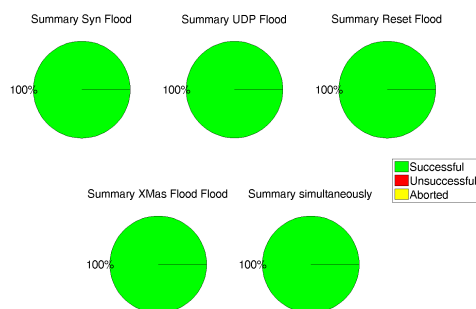 Summary Syn Flood
Summary UDP Flood
Summary Reset Flood
100%
100%
100%
Successful
Unsuccessful
Aborted
Summary XMas Flood Flood
Summary simultaneously
100%
100%